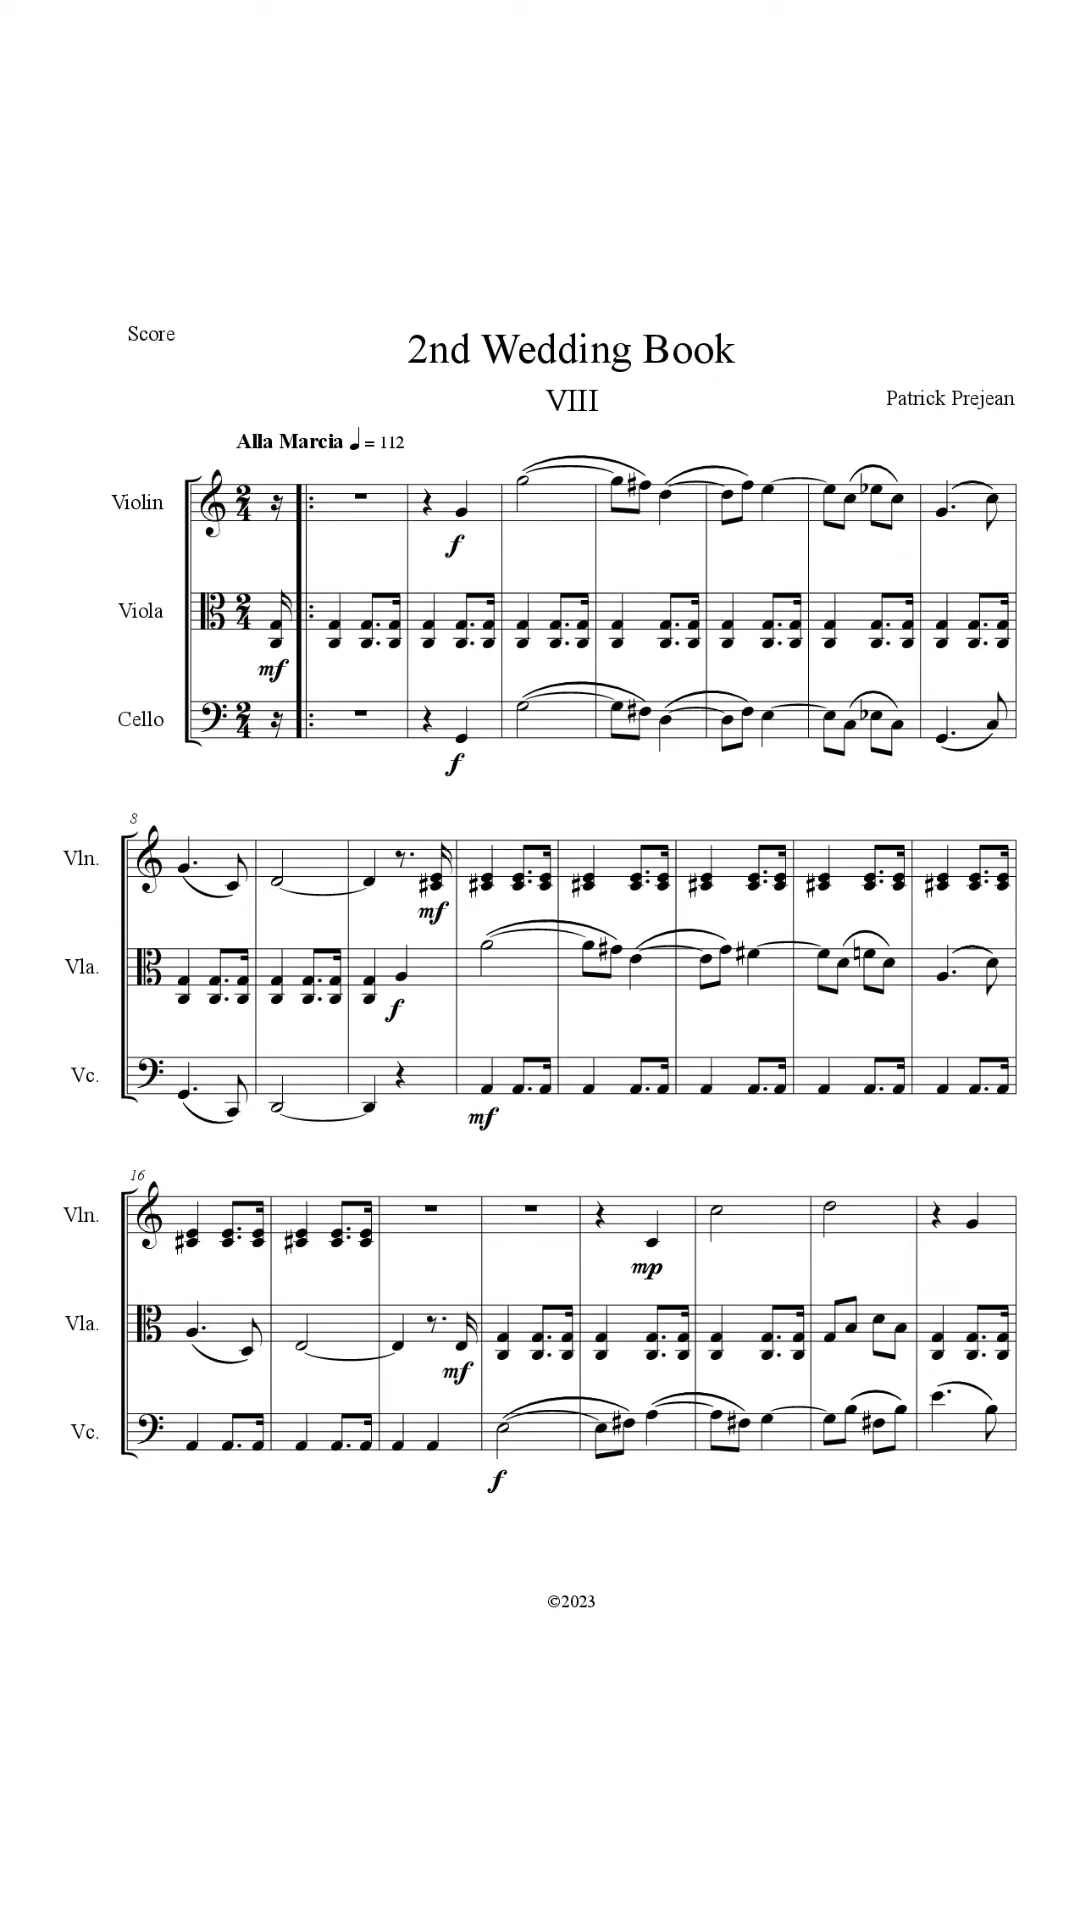 Score
2nd Wedding Book
VIII
Patrick Prejean
Alla Marcia ♩ = 112
Violin
f
Viola
mf
Cello
f
8
Vln.
mf
Vla.
f
Vc.
mf
16
Vln.
mp
Vla.
mf
Vc.
f
©2023